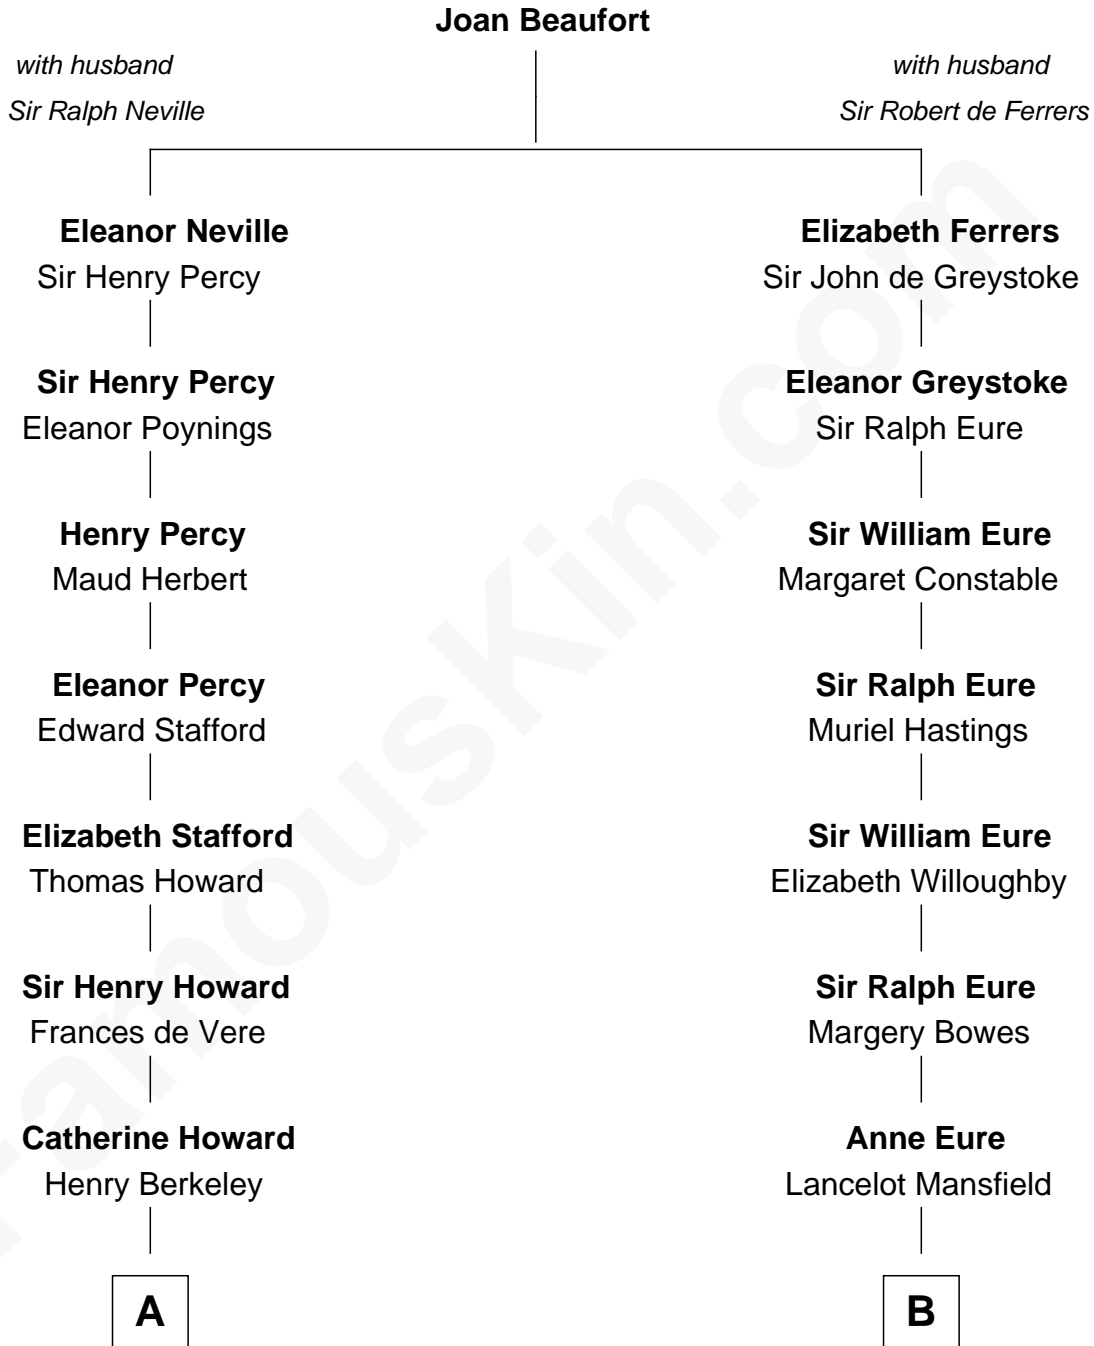 Joan Beaufort
with husband
Sir Ralph Neville
with husband
Sir Robert de Ferrers
Eleanor Neville
Sir Henry Percy
Elizabeth Ferrers
Sir John de Greystoke
Sir Henry Percy
Eleanor Poynings
Eleanor Greystoke
Sir Ralph Eure
Henry Percy
Maud Herbert
Sir William Eure
Margaret Constable
Eleanor Percy
Edward Stafford
Sir Ralph Eure
Muriel Hastings
Elizabeth Stafford
Thomas Howard
Sir William Eure
Elizabeth Willoughby
Sir Henry Howard
Frances de Vere
Sir Ralph Eure
Margery Bowes
Catherine Howard
Henry Berkeley
Anne Eure
Lancelot Mansfield
A
B
FamousKin.com